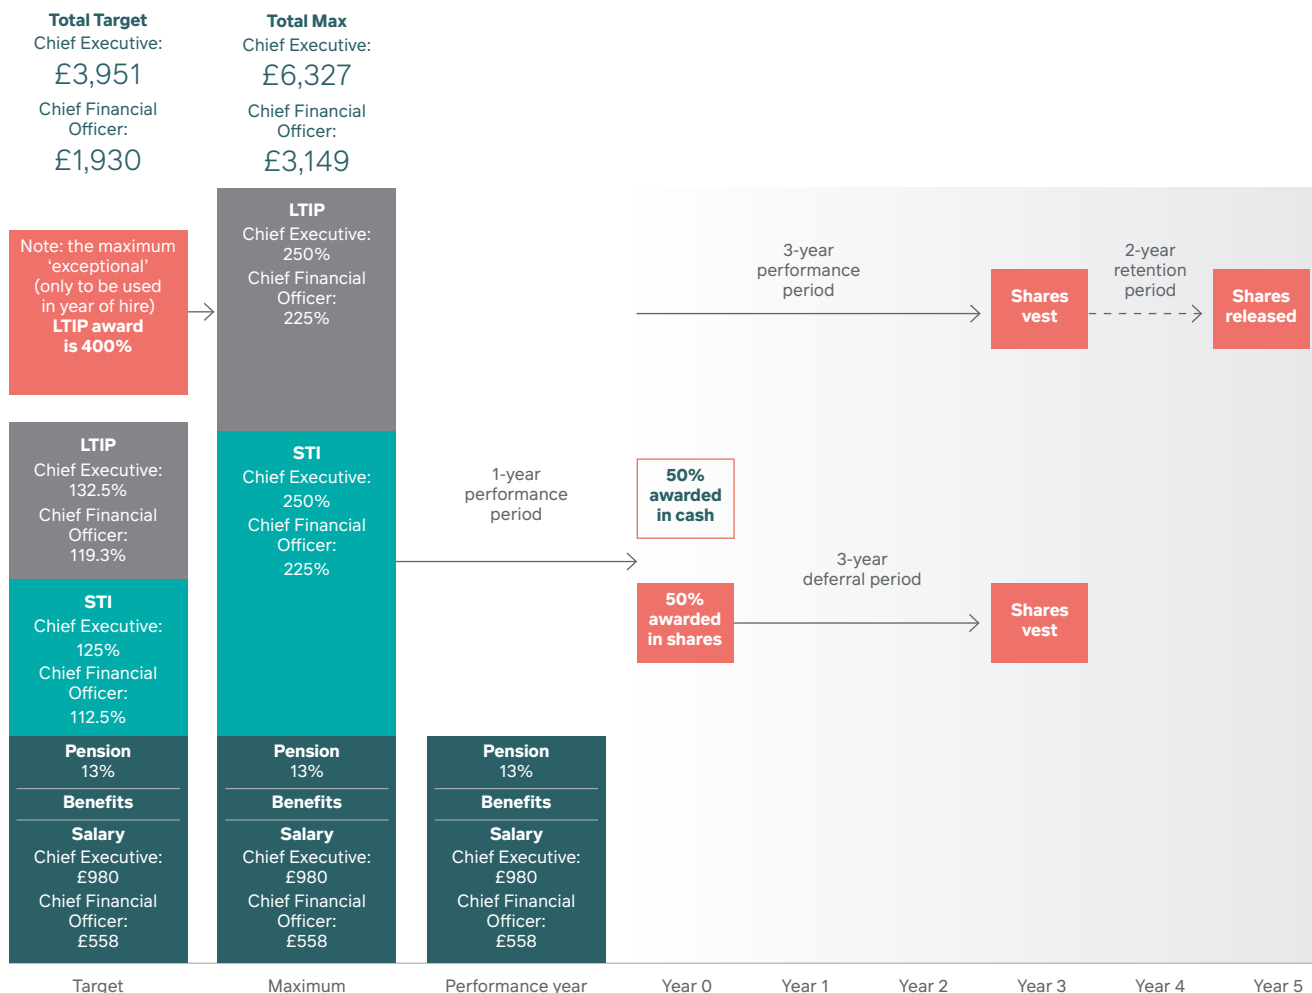 Total Target
Chief Executive:
£3,951
Chief Financial
Officer:
£1,930
Total Max
Chief Executive:
£6,327
Chief Financial
Officer:
£3,149
Note: the maximum
‘exceptional’
(only to be used
in year of hire)
LTIP award
is 400%
LTIP
Chief Executive:
132.5%
Chief Financial
Officer:
119.3%
STI
Chief Executive:
125%
Chief Financial
Officer:
112.5%
Pension
13%
Benefits
Salary
Chief Executive:
£980
Chief Financial
Officer:
£558
LTIP
Chief Executive:
250%
Chief Financial
Officer:
225%
STI
Chief Executive:
250%
Chief Financial
Officer:
225%
Pension
13%
Benefits
Salary
Chief Executive:
£980
Chief Financial
Officer:
£558
1-year
performance
period
Pension
13%
Benefits
Salary
Chief Executive:
£980
Chief Financial
Officer:
£558
3-year
performance
period
Shares
vest
2-year
retention
period
Shares
released
50%
awarded
in cash
50%
awarded
in shares
3-year
deferral period
Shares
vest
Target
Maximum
Performance year
Year 0
Year 1
Year 2
Year 3
Year 4
Year 5